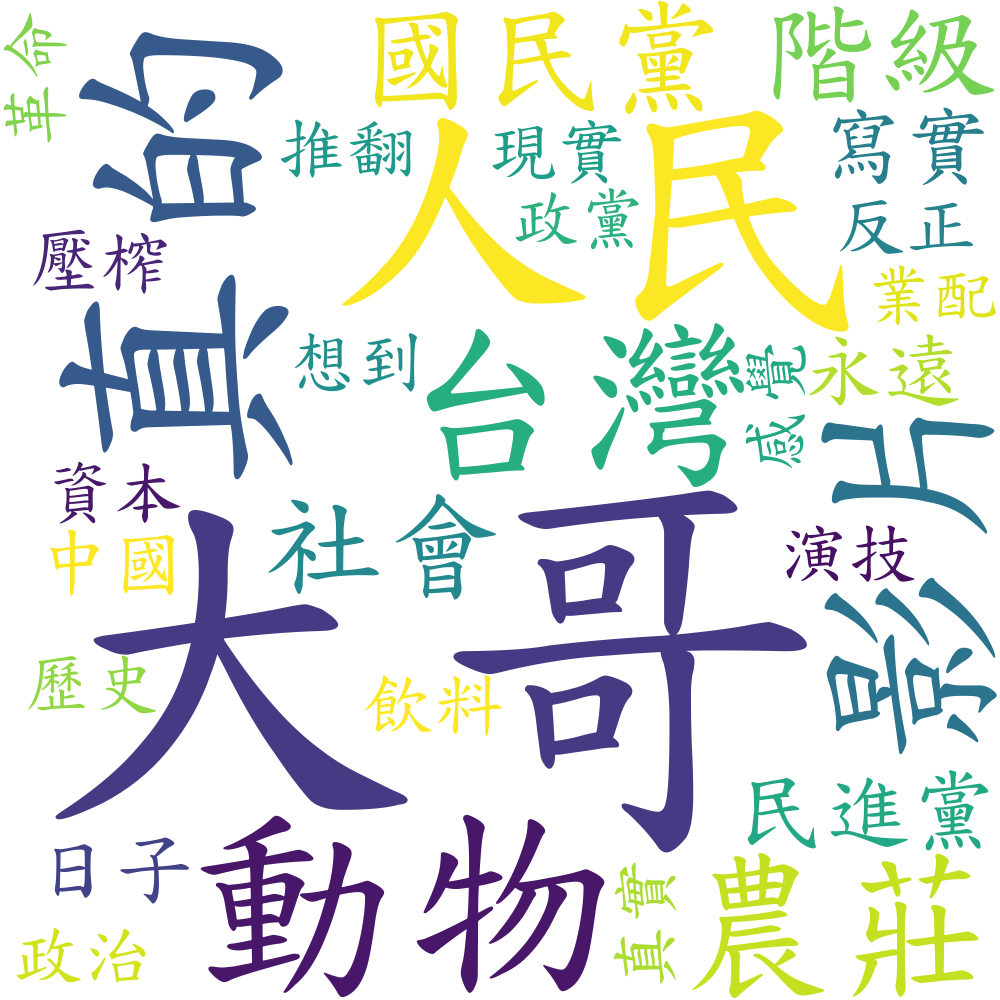 革命
真的
國民黨
階級
推翻
現實
人民
寫實
政黨
反正
壓榨
業配
想到
台灣
感覺
永遠
影片
資本
社會
中國
大哥
演技
歷史
飲料
民進黨
日子
動物
真實
農莊
政治